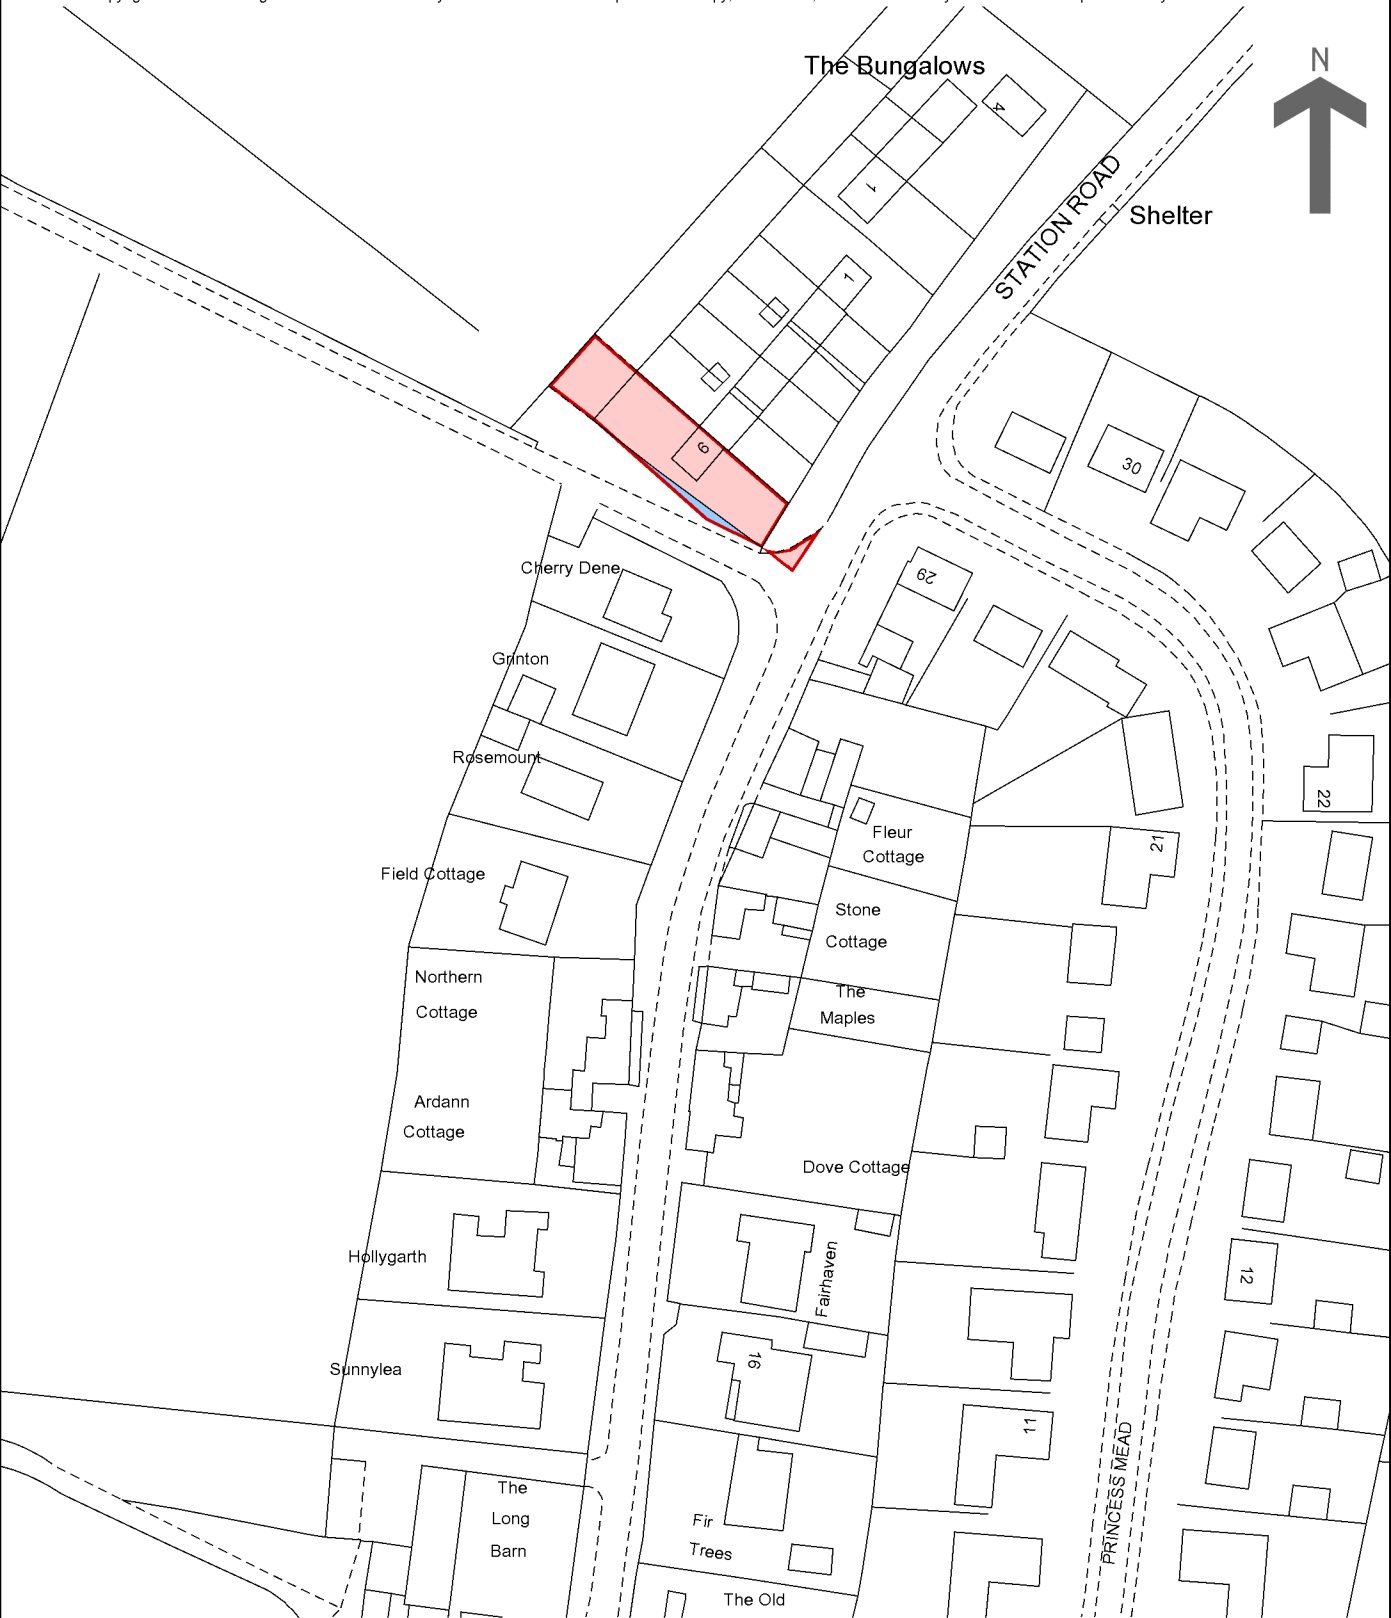 The Bungalows
N
4
1
STATION ROAD
Shelter
1
6
30
29
Cherry Dene
Grinton
Rosemount
22
Fleur
Cottage
21
Field Cottage
Stone
Cottage
Northern
Cottage
The
Maples
Ardann
Cottage
Dove Cottage
Hollygarth
Fairhaven
12
Sunnylea
16
11
PRINCESS MEAD
The
Long
Barn
Fir
Trees
The Old